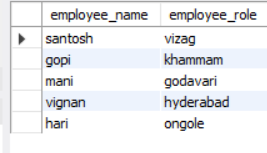 employee_name employee_role
santosh vizag
gopi khammam
mani godavari
vignan hyderabad
hari ongole